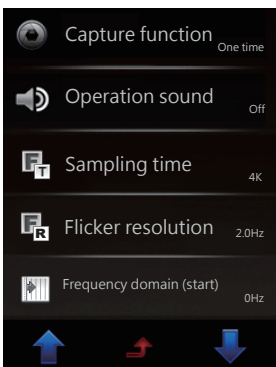 Capture function
One time
Operation sound
Off
F
T
Sampling time
4K
F
R
Flicker resolution
2.0Hz
Frequency domain (start)
0Hz